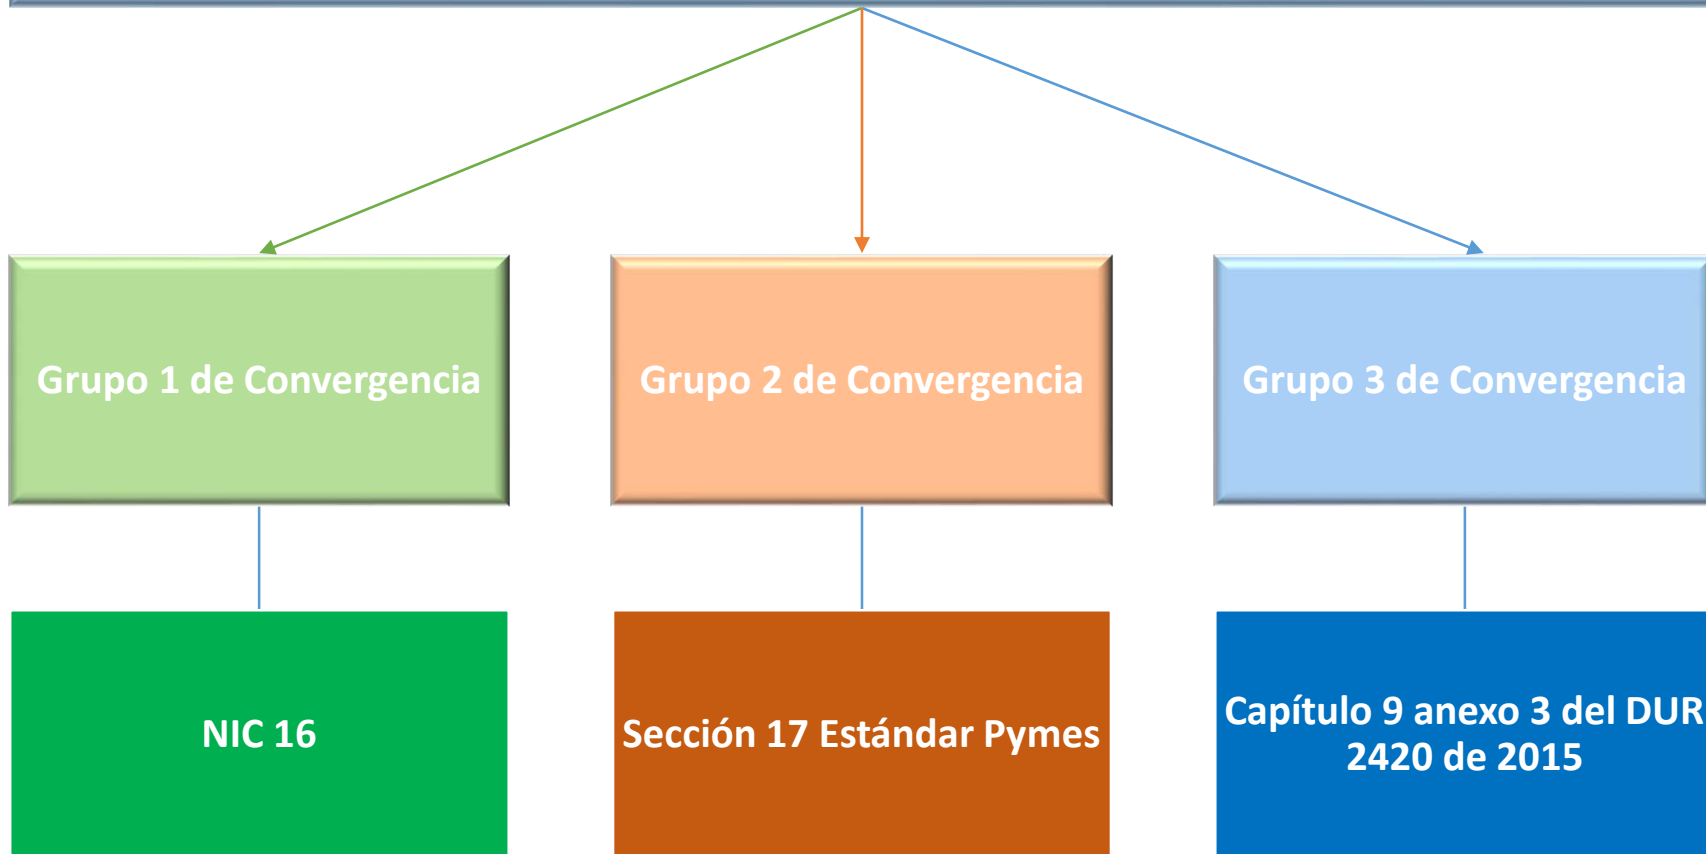 Grupo 1 de Convergencia
Grupo 2 de Convergencia
Grupo 3 de Convergencia
NIC 16
Sección 17 Estándar Pymes
Capítulo 9 anexo 3 del DUR
2420 de 2015